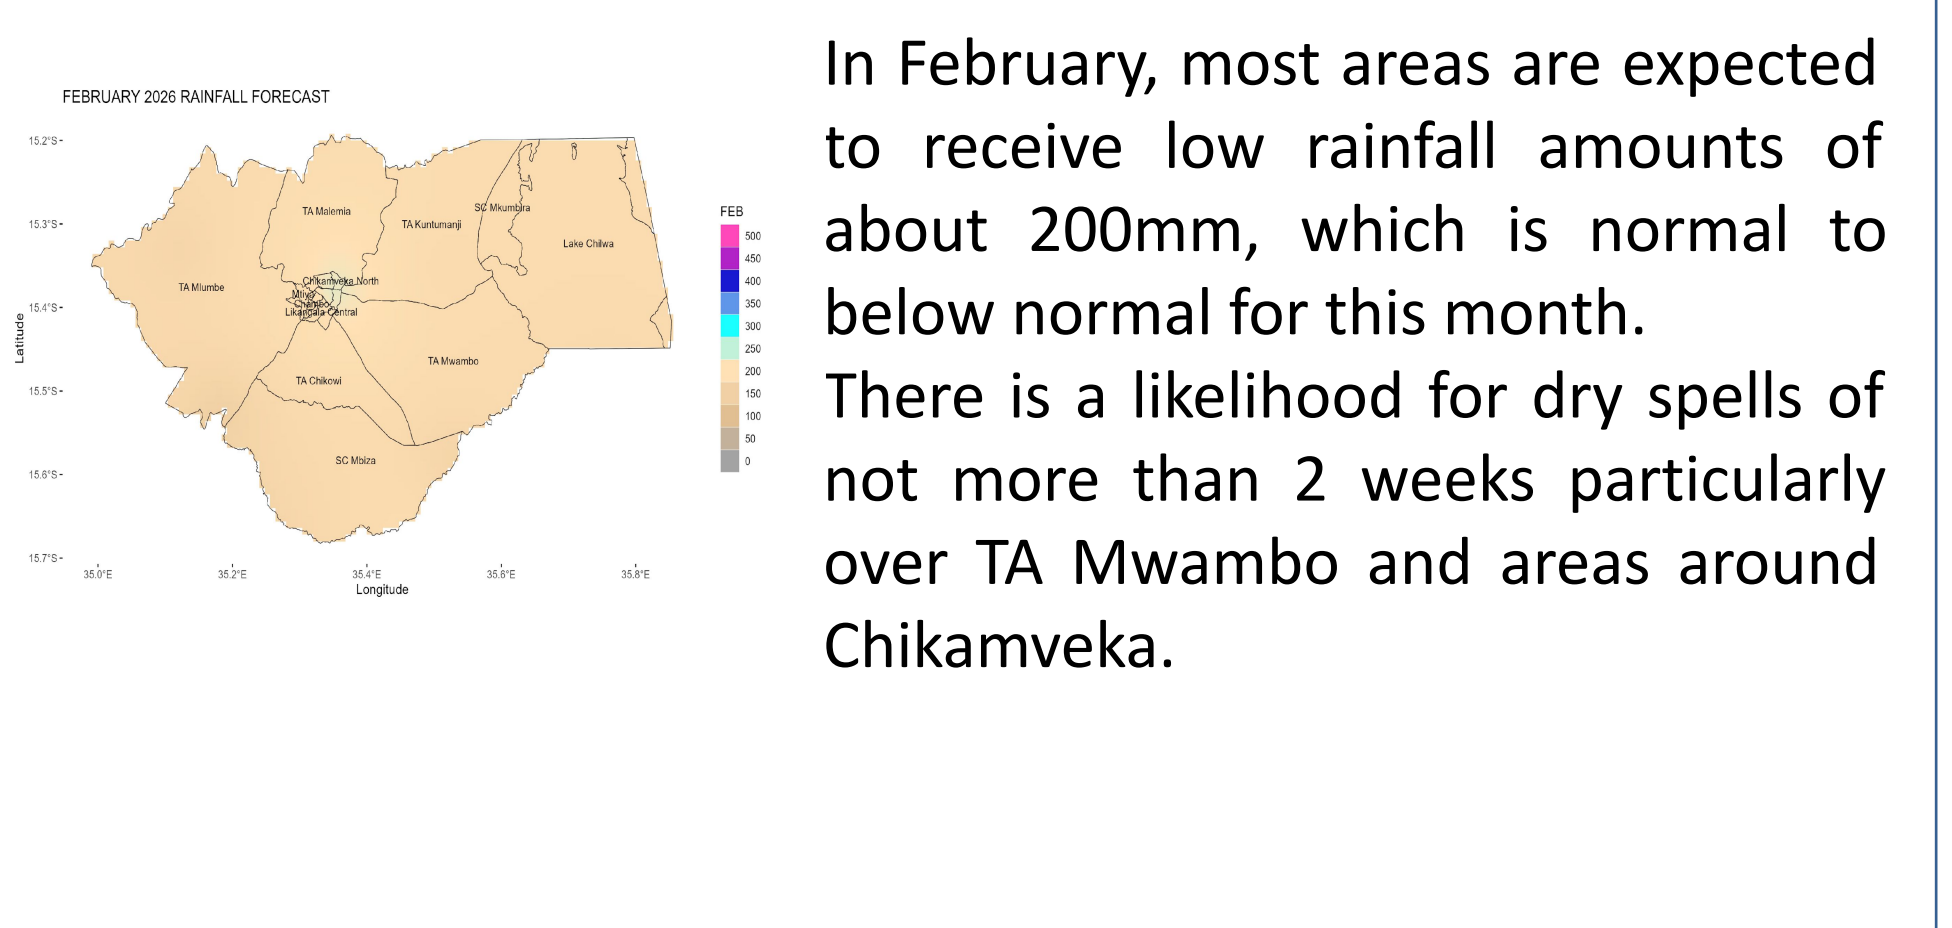 FEBRUARY 2026 RAINFALL FORECAST
15.2°S
15.3°S
15.4°S
15.5°S
15.6°S
15.7°S
Latitude
35.0°E
35.2°E
35.4°E
35.6°E
35.8°E
Longitude
TA Malemia
TA Kuntumanji
SC Mkumbira
Lake Chilwa
TA Mlumbe
Chikamveka North
Mtiya
Chambo
Likangala Central
TA Mwambo
TA Chikowi
SC Mbiza
FEB
500
450
400
350
300
250
200
150
100
50
0
In February, most areas are expected
to receive low rainfall amounts of
about 200mm, which is normal to
below normal for this month.
There is a likelihood for dry spells of
not more than 2 weeks particularly
over TA Mwambo and areas around
Chikamveka.